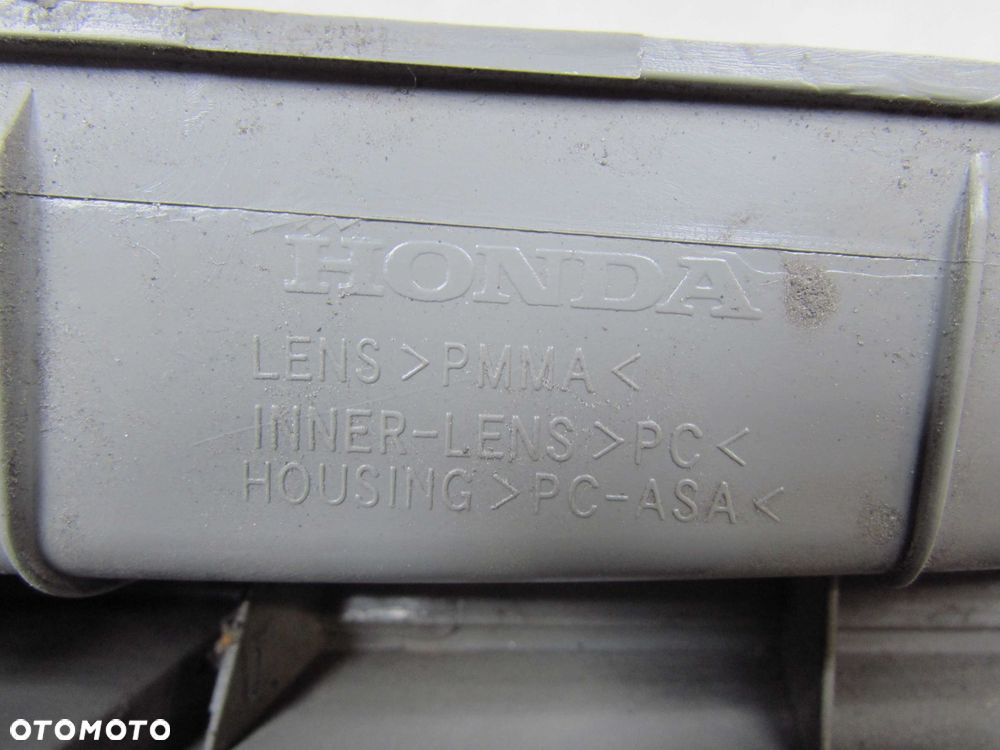 HONDA
LENS >PMMA<
INNER-LENS>PC<
HOUSING>PC-ASA<
OTOMOTO